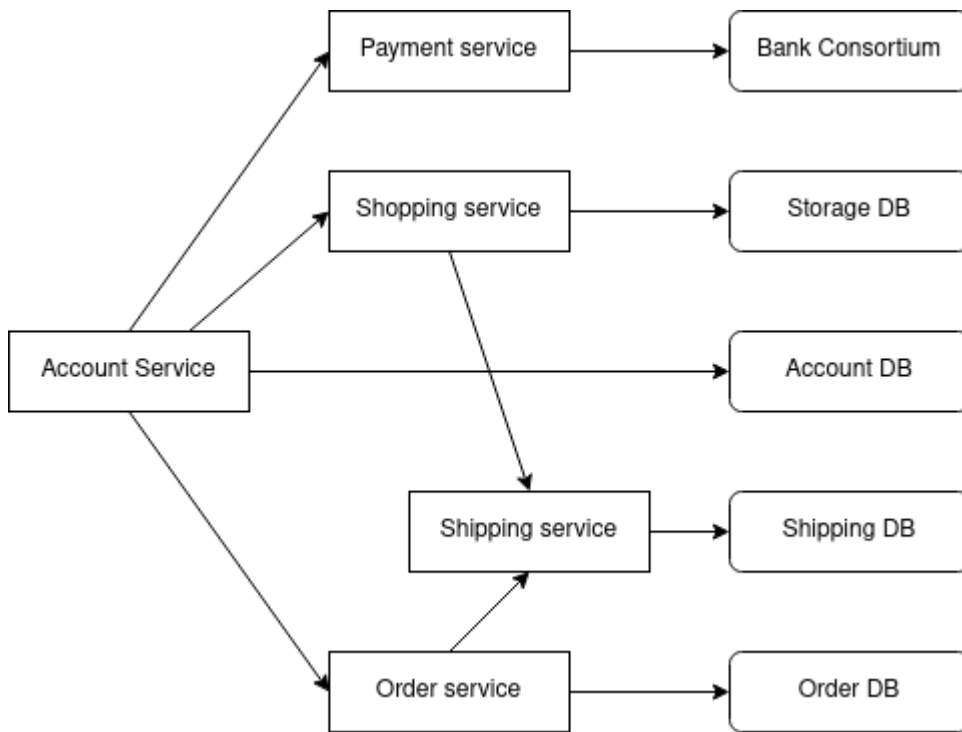 Payment service
Bank Consortium
Shopping service
Storage DB
Account Service
Account DB
Shipping service
Shipping DB
Order service
Order DB